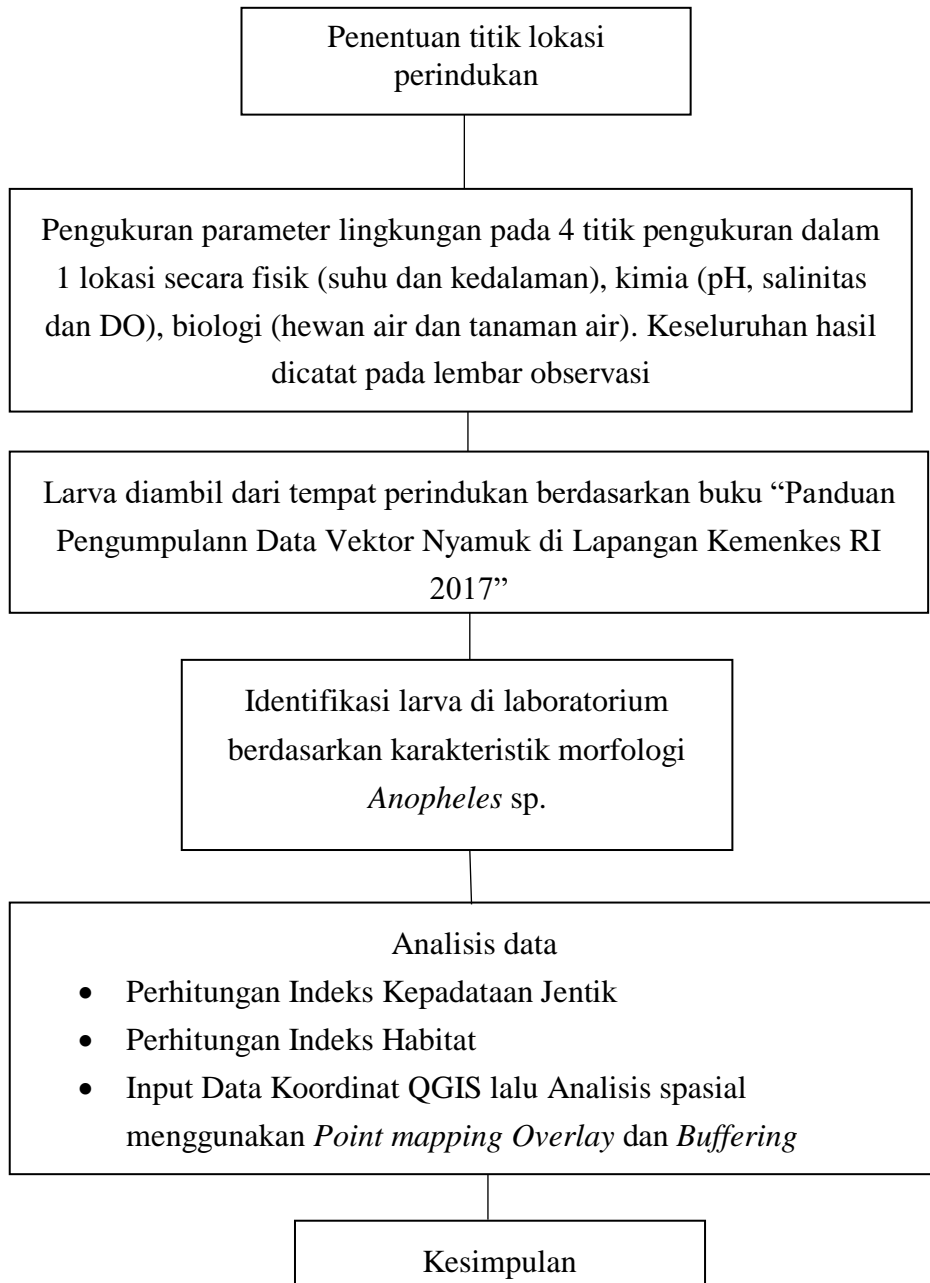 Penentuan titik lokasi
perindukan
Pengukuran parameter lingkungan pada 4 titik pengukuran dalam
1 lokasi secara fisik (suhu dan kedalaman), kimia (pH, salinitas
dan DO), biologi (hewan air dan tanaman air). Keseluruhan hasil
dicatat pada lembar observasi
Larva diambil dari tempat perindukan berdasarkan buku “Panduan
Pengumpulann Data Vektor Nyamuk di Lapangan Kemenkes RI
2017”
Identifikasi larva di laboratorium
berdasarkan karakteristik morfologi
Anopheles sp.
Analisis data
• Perhitungan Indeks Kepadataan Jentik
• Perhitungan Indeks Habitat
• Input Data Koordinat QGIS lalu Analisis spasial
menggunakan Point mapping Overlay dan Buffering
Kesimpulan